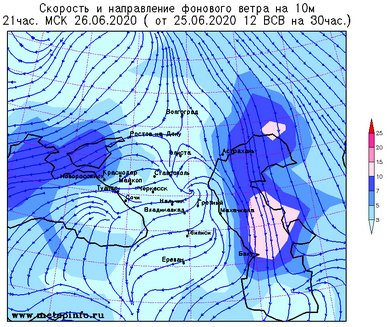 Скорость и направление фонового ветра на 10м
21час. МСК 26.06.2020 ( от 25.06.2020 12 ВСВ на 30час.)
Волгоград
Ростов на Дону
Элиста
Астрахань
Краснодар
Ставрополь
Новороссийск
Майкоп
Туапсе
Черкесск
Сочи
Нальчик
Грозный
Владикавказ
Махачкала
Ереван
Баку
www.meteoinfo.ru
25
20
15
10
7
5
3